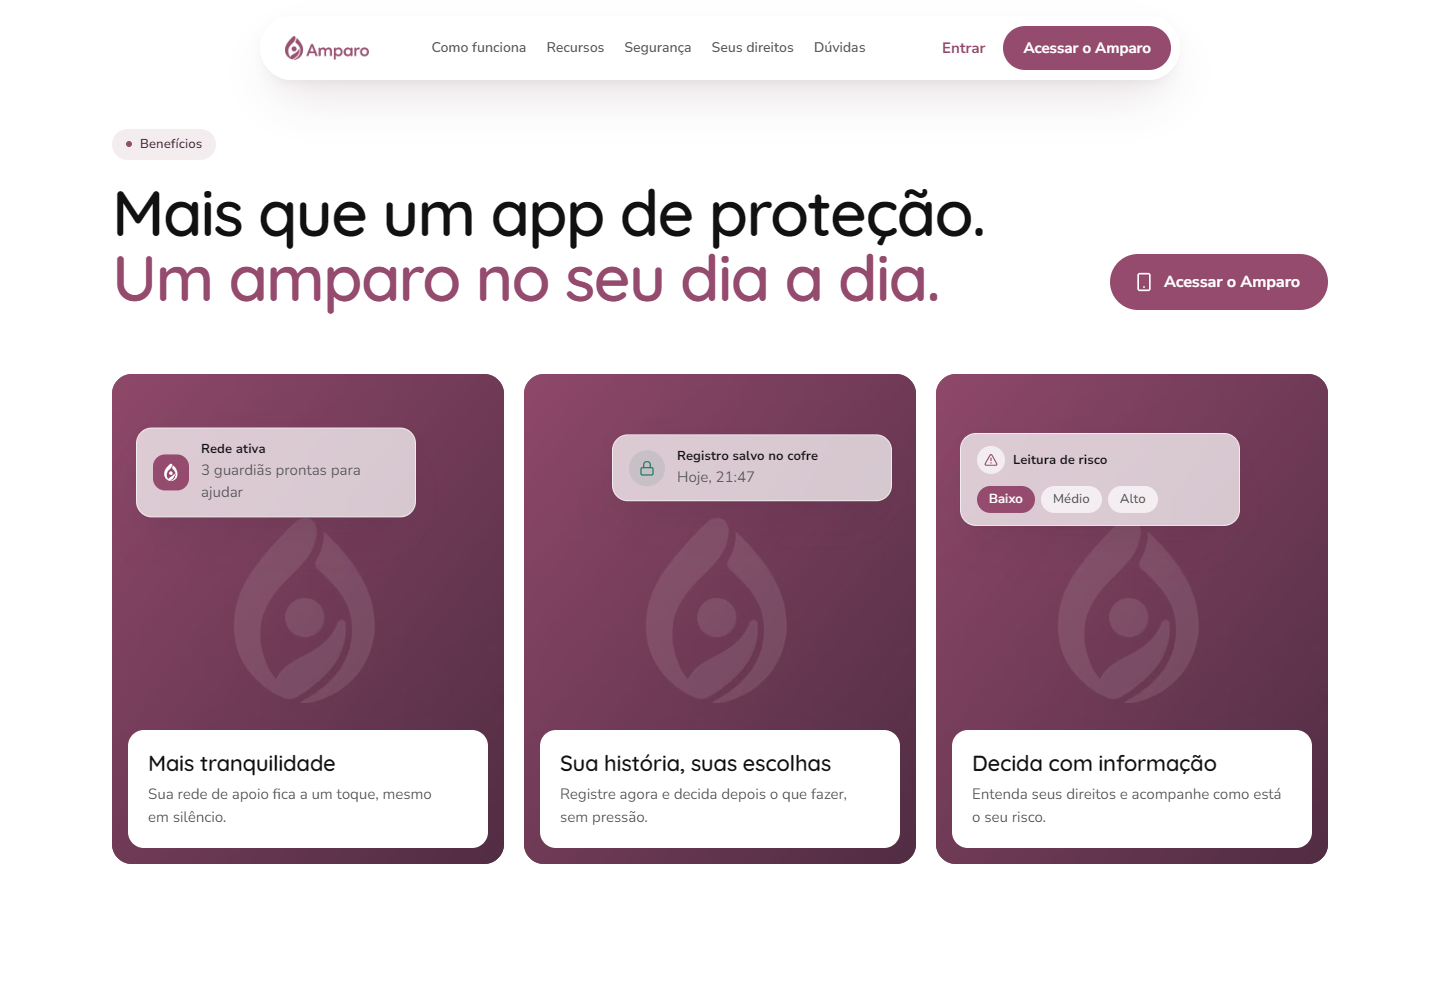 Amparo
Como funciona
Recursos
Segurança
Seus direitos
Dúvidas
Entrar
Acessar o Amparo
Benefícios
Mais que um app de proteção.
Um amparo no seu dia a dia.
Acessar o Amparo
Rede ativa
3 guardiãs prontas para
ajudar
Mais tranquilidade
Sua rede de apoio fica a um toque, mesmo
em silêncio.
Registro salvo no cofre
Hoje, 21:47
Sua história, suas escolhas
Registre agora e decida depois o que fazer,
sem pressão.
Leitura de risco
Baixo
Médio
Alto
Decida com informação
Entenda seus direitos e acompanhe como está
o seu risco.